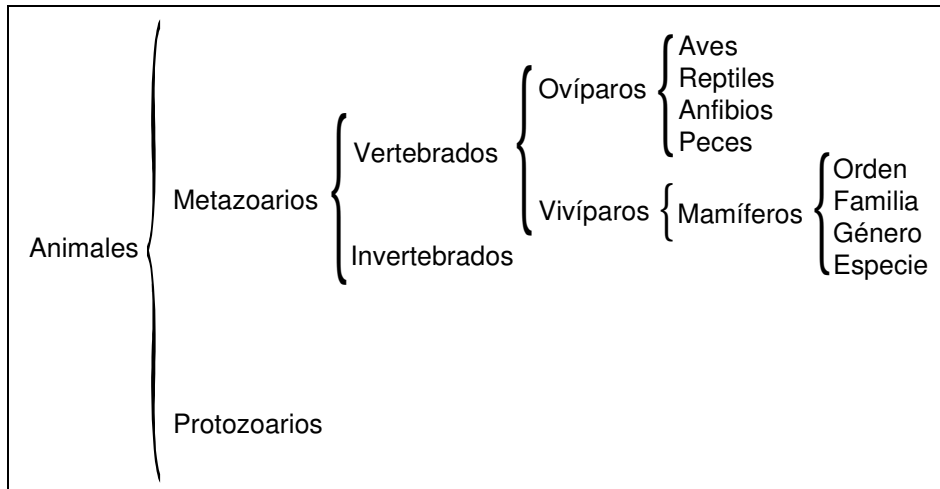 Animales
Metazoarios
Vertebrados
Ovíparos
Aves
Reptiles
Anfibios
Peces
Vivíparos
Mamíferos
Orden
Familia
Género
Especie
Invertebrados
Protozoarios